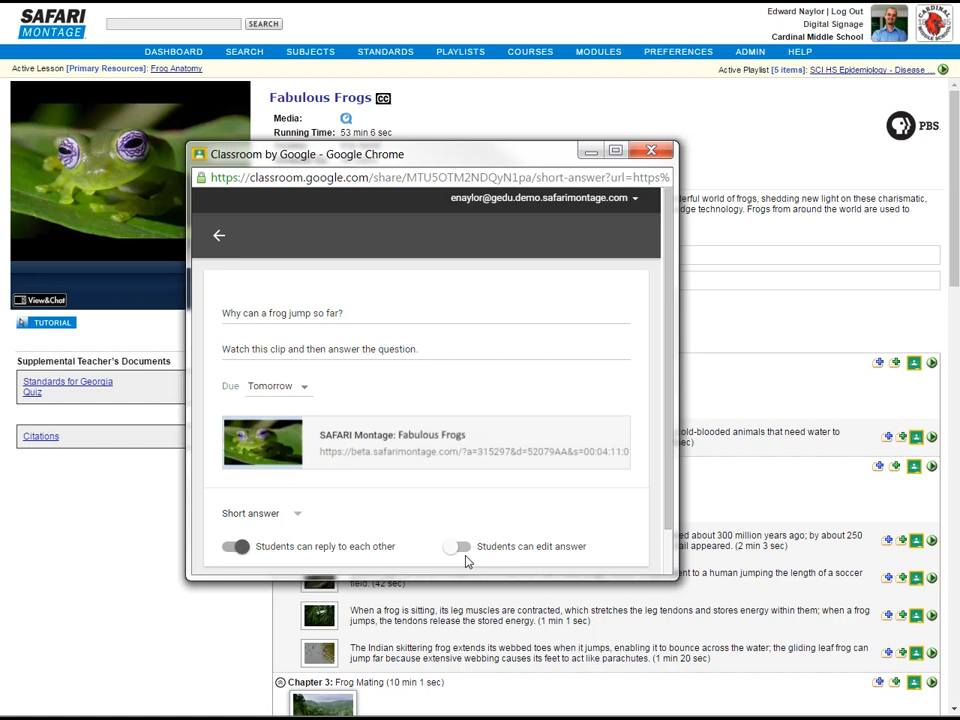 SAFARI
MONTAGE
SEARCH
Edward Naylor | Log Out
Digital Signage
Cardinal Middle School
DASHBOARD SEARCH SUBJECTS STANDARDS PLAYLISTS COURSES MODULES PREFERENCES ADMIN HELP
Active Lesson [Primary Resources]: Frog Anatomy
Active Playlist [5 items]: SCI HS Epidemiology - Disease ...
Fabulous Frogs CC
Media:
Running Time: 53 min 6 sec
PBS
Classroom by Google - Google Chrome
https://classroom.google.com/share/MTU5OTM2NDQyN1pa/short-answer?url=https%
enaylor@gedu.demo.safarimontage.com
derful world of frogs, shedding new light on these charismatic,
dge technology. Frogs from around the world are used to
Why can a frog jump so far?
Watch this clip and then answer the question.
Due Tomorrow
SAFARI Montage: Fabulous Frogs
https://beta.safarimontage.com/?a=315297&d=52079AA&s=00:04:11:0
Short answer
Students can reply to each other
Students can edit answer
View&Chat
TUTORIAL
Supplemental Teacher's Documents
Standards for Georgia
Quiz
Citations
old-blooded animals that need water to
sec)
ed about 300 million years ago; by about 250
ail appeared. (2 min 3 sec)
ent to a human jumping the length of a soccer
field. (42 sec)
When a frog is sitting, its leg muscles are contracted, which stretches the leg tendons and stores energy within them; when a frog
jumps, the tendons release the stored energy. (1 min 1 sec)
The Indian skittering frog extends its webbed toes when it jumps, enabling it to bounce across the water; the gliding leaf frog can
jump far because extensive webbing causes its feet to act like parachutes. (1 min 20 sec)
Chapter 3: Frog Mating (10 min 1 sec)